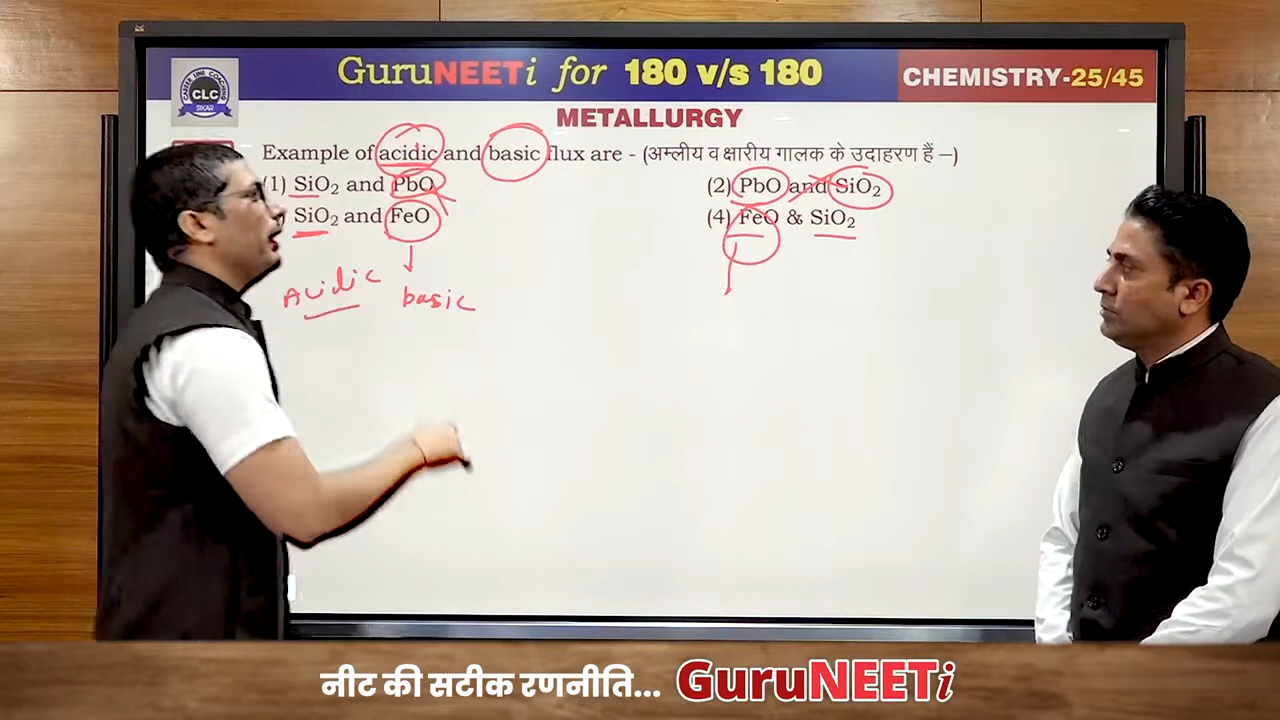 GuruNEETi for 180 v/s 180
CHEMISTRY-25/45
CLC
SIKAR
METALLURGY
Example of acidic and basic flux are - (अम्लीय व क्षारीय गालक के उदाहरण हैं –)
(1) SiO₂ and PbO
(2) PbO and SiO₂
) SiO₂ and FeO
(4) FeO & SiO₂
Acidic
basic
नीट की सटीक रणनीति... GuruNEETi